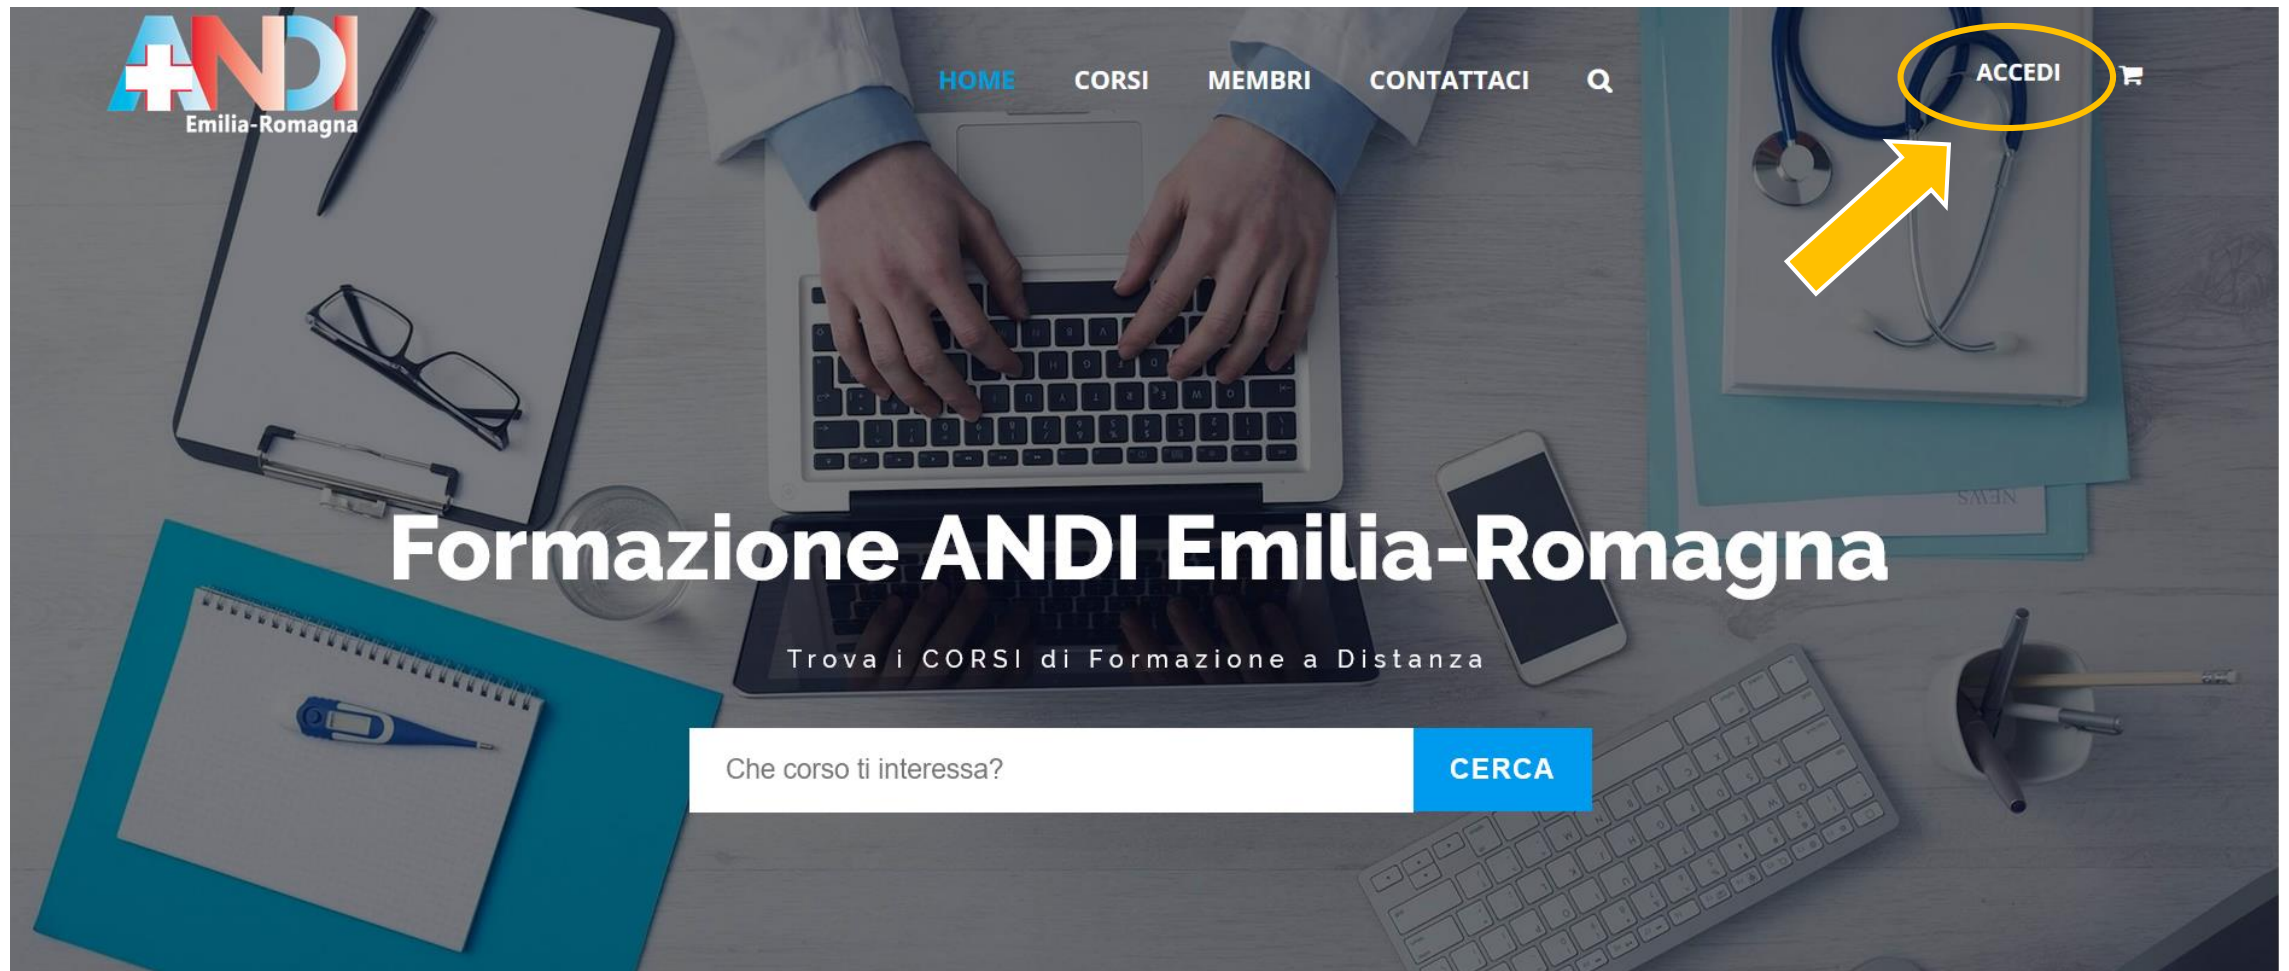 ANDI
Emilia-Romagna
HOME CORSI MEMBRI CONTATTACI
ACCEDI
NEWS
Formazione ANDI Emilia-Romagna
Trova i CORSI di Formazione a Distanza
Che corso ti interessa?
CERCA